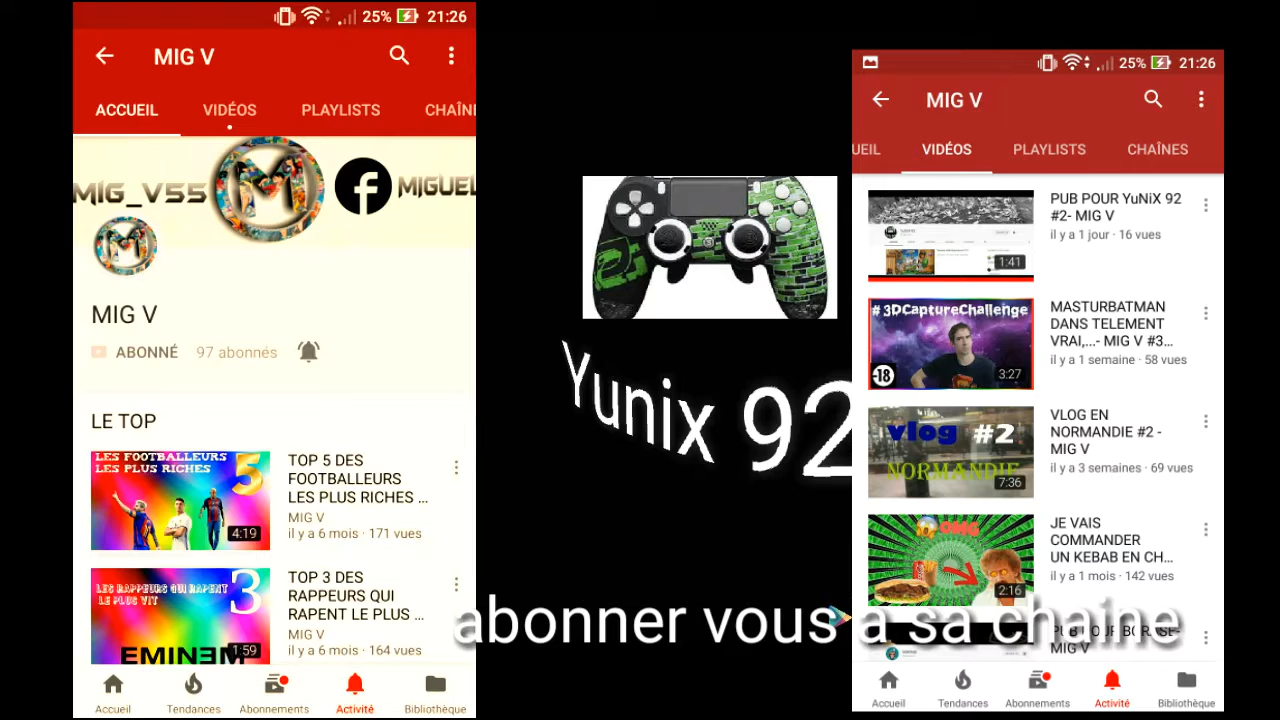 25% 21:26
MIG V
ACCUEIL VIDÉOS PLAYLISTS CHAÎN
MIG_V55 M f MIGUEL
MIG V
ABONNÉ 97 abonnés
LE TOP
LES FOOTBALLEURS
LES PLUS RICHES 5
4:19
TOP 5 DES
FOOTBALLEURS
LES PLUS RICHES ...
MIG V
il y a 6 mois · 171 vues
LES RAPPEURS QUI RAPENT
LE PLUS VIT 3
EMINEM
1:59
TOP 3 DES
RAPPEURS QUI
RAPENT LE PLUS ...
MIG V
il y a 6 mois · 164 vues
Accueil Tendances Abonnements Activité Bibliothèque
Yunix 92
abonner vous a sa chaine
25% 21:26
MIG V
UEIL VIDÉOS PLAYLISTS CHAÎNES
1:41
PUB POUR YuNiX 92
#2- MIG V
il y a 1 jour · 16 vues
#3DCaptureChallenge
-18
3:27
MASTURBATMAN
DANS TELEMENT
VRAI,...- MIG V #3...
il y a 1 semaine · 58 vues
vlog #2
NORMANDIE
7:36
VLOG EN
NORMANDIE #2 -
MIG V
il y a 3 semaines · 69 vues
OMG
2:16
JE VAIS
COMMANDER
UN KEBAB EN CH...
il y a 1 mois · 142 vues
MIG V
Accueil Tendances Abonnements Activité Bibliothèque